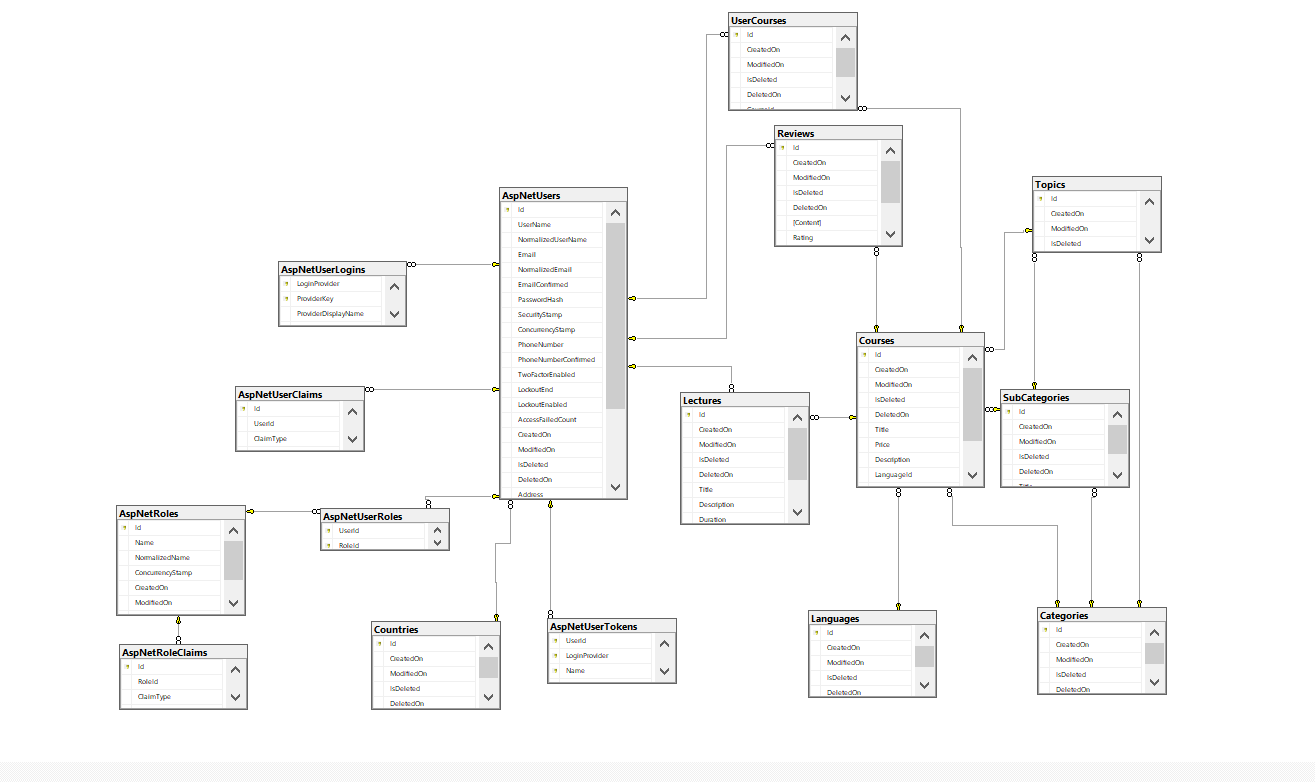 UserCourses
Id
CreatedOn
ModifiedOn
IsDeleted
DeletedOn
Reviews
Id
CreatedOn
ModifiedOn
IsDeleted
DeletedOn
[Content]
Rating
Topics
Id
CreatedOn
ModifiedOn
IsDeleted
AspNetUsers
Id
UserName
NormalizedUserName
Email
NormalizedEmail
EmailConfirmed
PasswordHash
SecurityStamp
ConcurrencyStamp
PhoneNumber
PhoneNumberConfirmed
TwoFactorEnabled
LockoutEnd
LockoutEnabled
AccessFailedCount
CreatedOn
ModifiedOn
IsDeleted
DeletedOn
Address
AspNetUserLogins
LoginProvider
ProviderKey
ProviderDisplayName
Courses
Id
CreatedOn
ModifiedOn
IsDeleted
DeletedOn
Title
Price
Description
LanguageId
AspNetUserClaims
Id
UserId
ClaimType
Lectures
Id
CreatedOn
ModifiedOn
IsDeleted
DeletedOn
Title
Description
Duration
SubCategories
Id
CreatedOn
ModifiedOn
IsDeleted
DeletedOn
AspNetRoles
Id
Name
NormalizedName
ConcurrencyStamp
CreatedOn
ModifiedOn
AspNetUserRoles
UserId
RoleId
AspNetRoleClaims
Id
RoleId
ClaimType
Countries
Id
CreatedOn
ModifiedOn
IsDeleted
DeletedOn
AspNetUserTokens
UserId
LoginProvider
Name
Languages
Id
CreatedOn
ModifiedOn
IsDeleted
DeletedOn
Categories
Id
CreatedOn
ModifiedOn
IsDeleted
DeletedOn